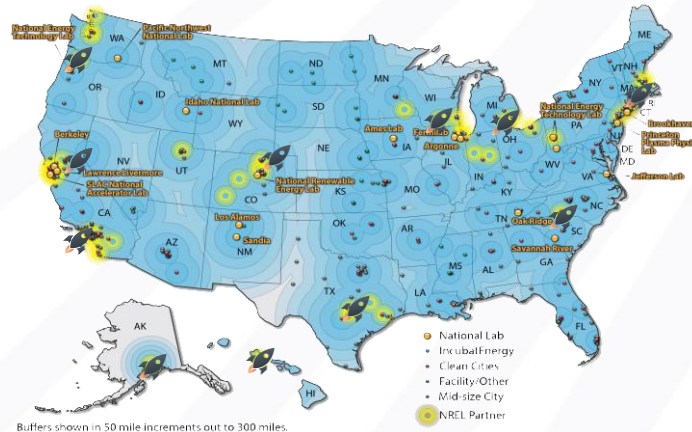 National Energy
Technology Lab
Pacific Northwest
National Lab
WA
MT
ND
MN
ME
VT
NH
OR
ID
Idaho National Lab
WY
SD
WI
MI
NY
Berkeley
NV
UT
NE
Ames Lab
IA
Fermilab
Argonne
IL
IN
OH
National Energy
Technology Lab
PA
WV
NJ
CT
RI
Brookhaven
Princeton
Plasma Physics
Lab
DE
MD
Lawrence Livermore
SLAC National
Accelerator Lab
CO
National Renewable
Energy Lab
KS
MO
KY
VA
Jefferson Lab
CA
Los Alamos
Sandia
AZ
NM
OK
AR
TN
Oak Ridge
NC
SC
Savannah River
TX
LA
MS
AL
GA
FL
AK
HI
National Lab
IncubatEnergy
Clean Cities
Facility/Other
Mid-size City
NREL Partner
Buffers shown in 50 mile increments out to 300 miles.